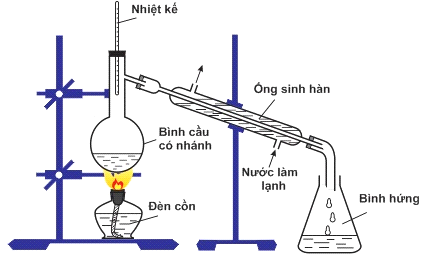 Nhiệt kế
Ống sinh hàn
Bình cầu
có nhánh
Nước làm
lạnh
Bình hứng
Đèn cồn